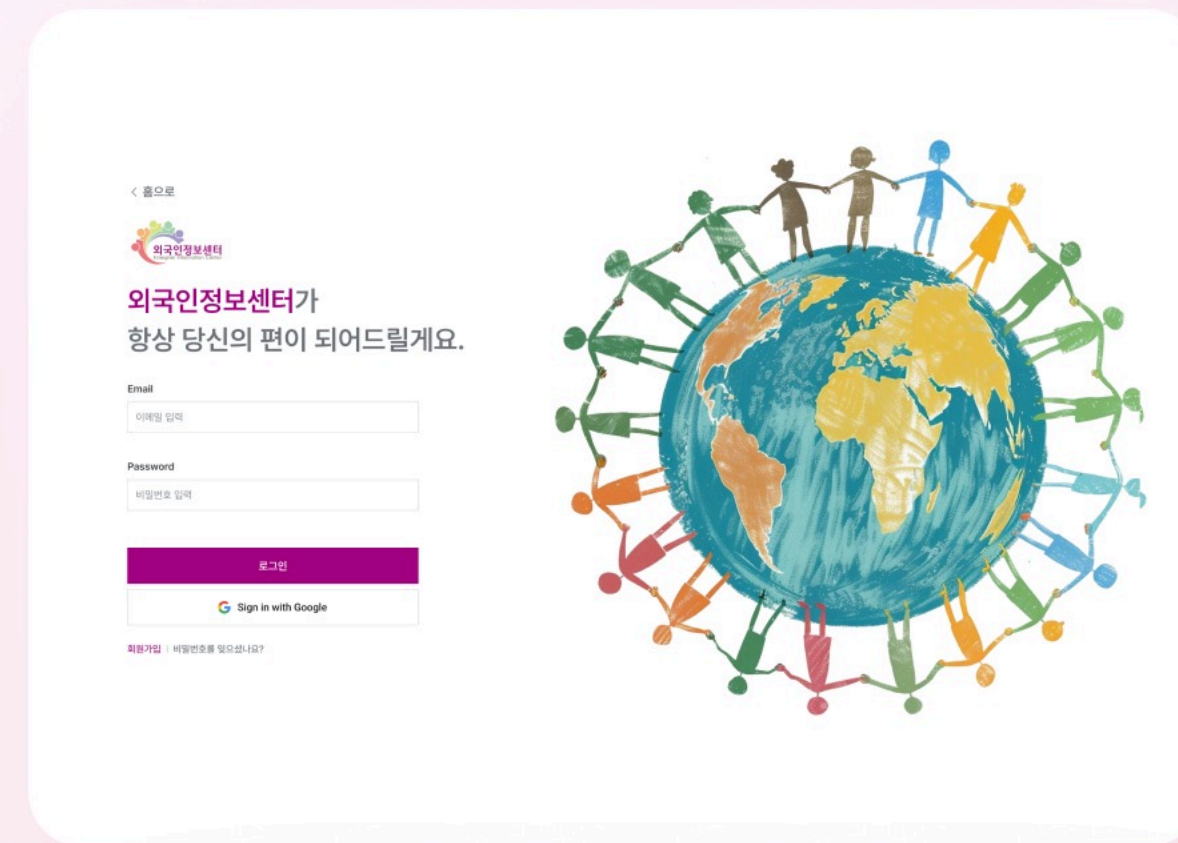 < 홈으로
외국인정보센터
Foreigner Information Center
외국인정보센터가
항상 당신의 편이 되어드릴게요.
Email
이메일 입력
Password
비밀번호 입력
로그인
G Sign in with Google
회원가입 | 비밀번호를 잊으셨나요?